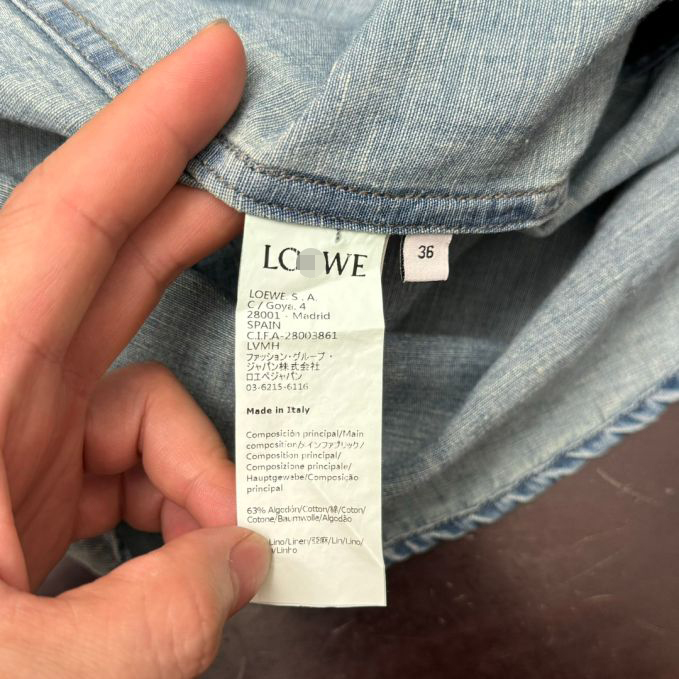 LOEWE
36
LOEWE. S. A.
C / Goya, 4
28001 - Madrid
SPAIN
C.I.F.A-28003861
LVMH
ファッション・グループ・
ジャパン株式会社
ロエベジャパン
03-6215-6116
Made in Italy
Composición principal/Main
composition/メインファブリック/
Composition principal/
Composizione principale/
Hauptgewebe/Composição
principal
63% Algodón/Cotton/綿/Coton/
Cotone/Baumwolle/Algodão
Lino/Linen/亜麻/Lin/Lino/
/Linho